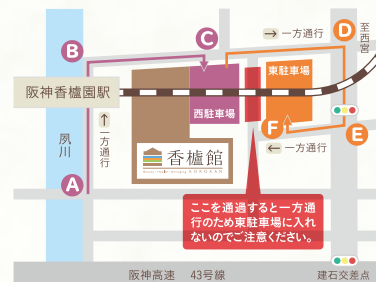 → 一方通行
D
至西宮
C
B
東駐車場
阪神香櫨園駅
西駐車場
F
E
← 一方通行
↑ 一方通行
夙川
香櫨館
KOROKAN
A
ここを通過すると一方通
行のため東駐車場に入れ
ないのでご注意ください。
阪神高速 43号線
建石交差点